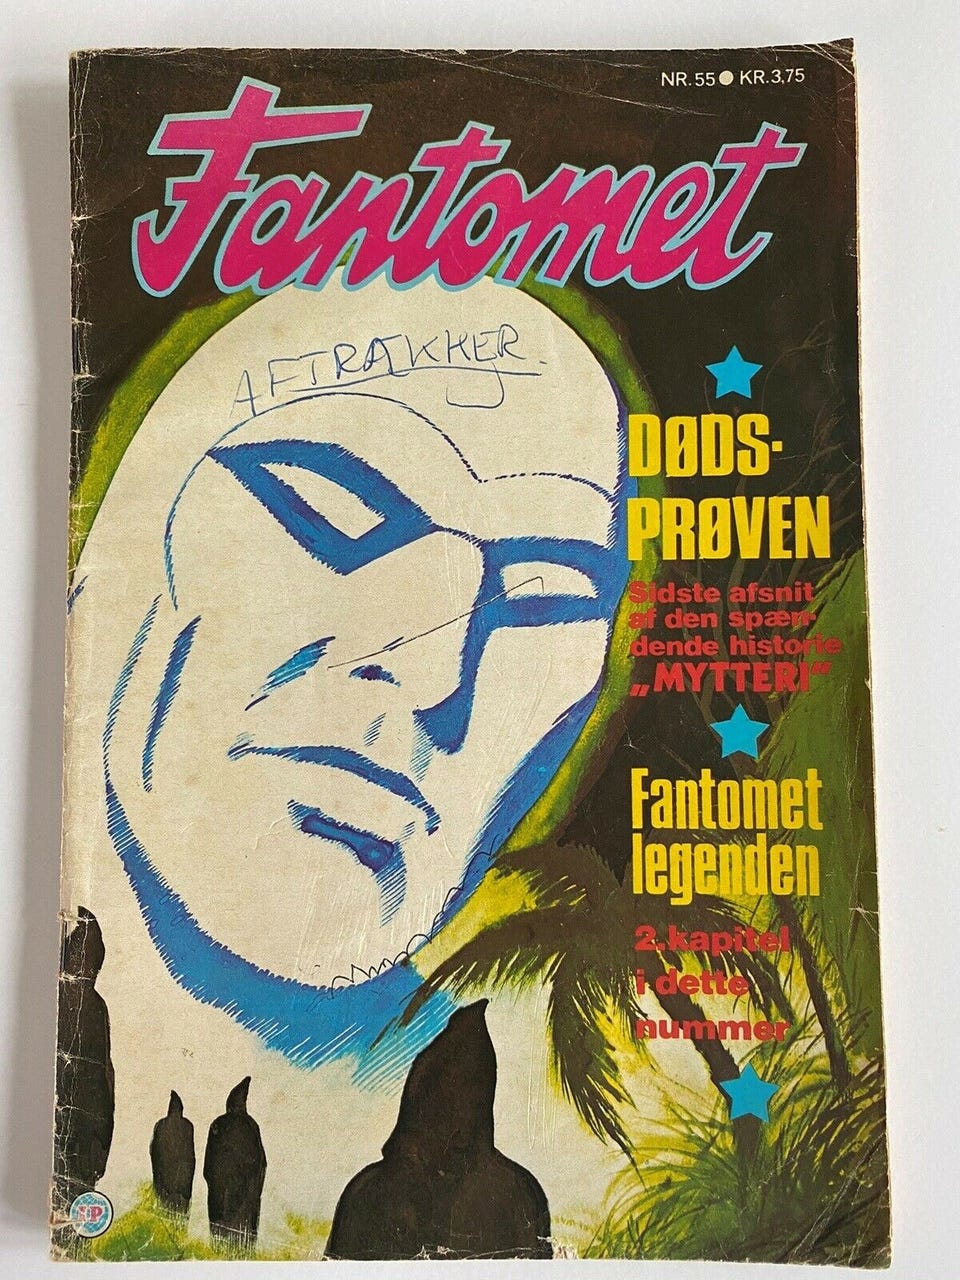 NR. 55 ● KR. 3,75
Fantomet
AFTRÆKKER.
DØDS-
PRØVEN
Sidste afsnit
af den spæn-
dende historie
„MYTTERI“
Fantomet
legenden
2. kapitel
i dette
nummer
IP